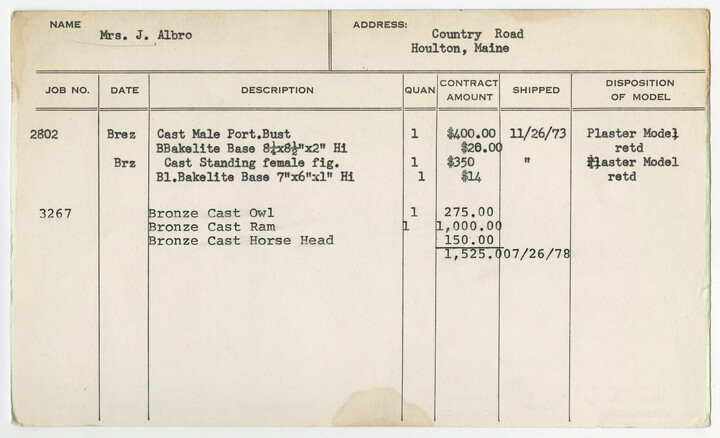 NAME Mrs. J. Albro ADDRESS: Country Road
Houlton, Maine
JOB NO. DATE DESCRIPTION QUAN CONTRACT AMOUNT SHIPPED DISPOSITION OF MODEL
2802 Brez Cast Male Port.Bust 1 $400.00 11/26/73 Plaster Model
BBakelite Base 8½x8½"x2" Hi $20.00 retd
Brz Cast Standing female fig. 1 $350 " Plaster Model
Bl.Bakelite Base 7"x6"x1" Hi 1 $14 retd
3267 Bronze Cast Owl 1 275.00
Bronze Cast Ram 1 1,000.00
Bronze Cast Horse Head 150.00
1,525.007/26/78